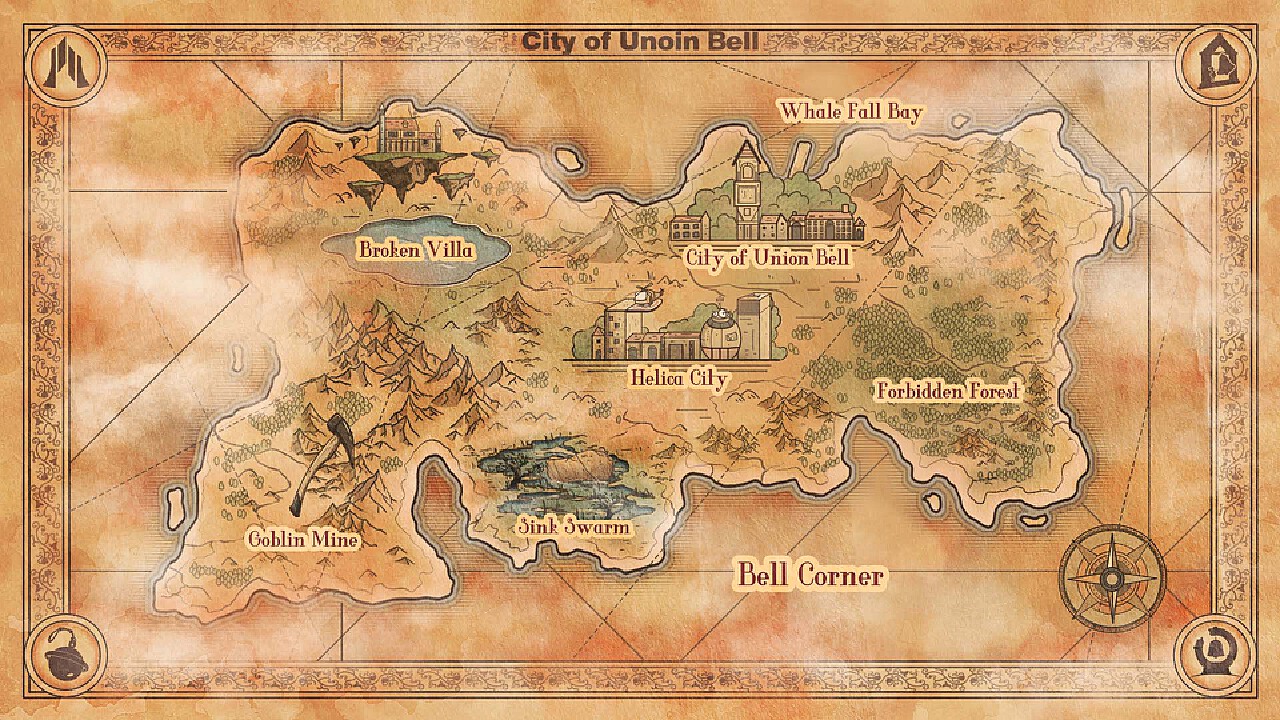 City of Unoin Bell
Whale Fall Bay
Broken Villa
City of Union Bell
Helica City
Forbidden Forest
Sink Swarm
Goblin Mine
Bell Corner